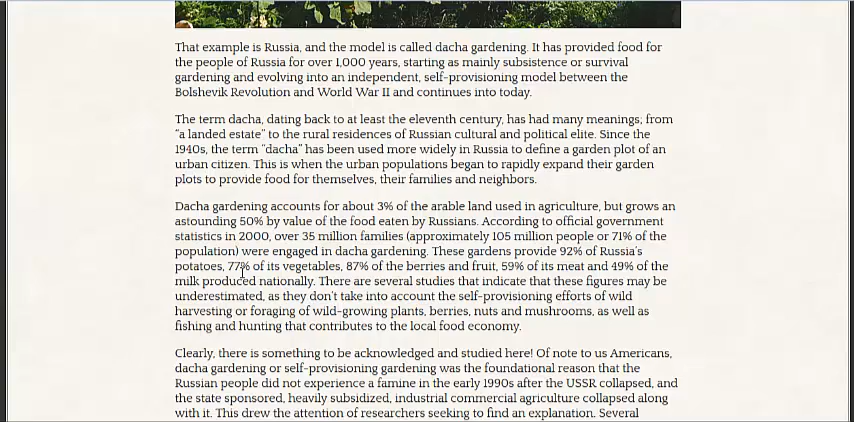 That example is Russia, and the model is called dacha gardening. It has provided food for
the people of Russia for over 1,000 years, starting as mainly subsistence or survival
gardening and evolving into an independent, self-provisioning model between the
Bolshevik Revolution and World War II and continues into today.
The term dacha, dating back to at least the eleventh century, has had many meanings; from
“a landed estate” to the rural residences of Russian cultural and political elite. Since the
1940s, the term “dacha” has been used more widely in Russia to define a garden plot of an
urban citizen. This is when the urban populations began to rapidly expand their garden
plots to provide food for themselves, their families and neighbors.
Dacha gardening accounts for about 3% of the arable land used in agriculture, but grows an
astounding 50% by value of the food eaten by Russians. According to official government
statistics in 2000, over 35 million families (approximately 105 million people or 71% of the
population) were engaged in dacha gardening. These gardens provide 92% of Russia’s
potatoes, 77% of its vegetables, 87% of the berries and fruit, 59% of its meat and 49% of the
milk produced nationally. There are several studies that indicate that these figures may be
underestimated, as they don’t take into account the self-provisioning efforts of wild
harvesting or foraging of wild-growing plants, berries, nuts and mushrooms, as well as
fishing and hunting that contributes to the local food economy.
Clearly, there is something to be acknowledged and studied here! Of note to us Americans,
dacha gardening or self-provisioning gardening was the foundational reason that the
Russian people did not experience a famine in the early 1990s after the USSR collapsed, and
the state sponsored, heavily subsidized, industrial commercial agriculture collapsed along
with it. This drew the attention of researchers seeking to find an explanation. Several